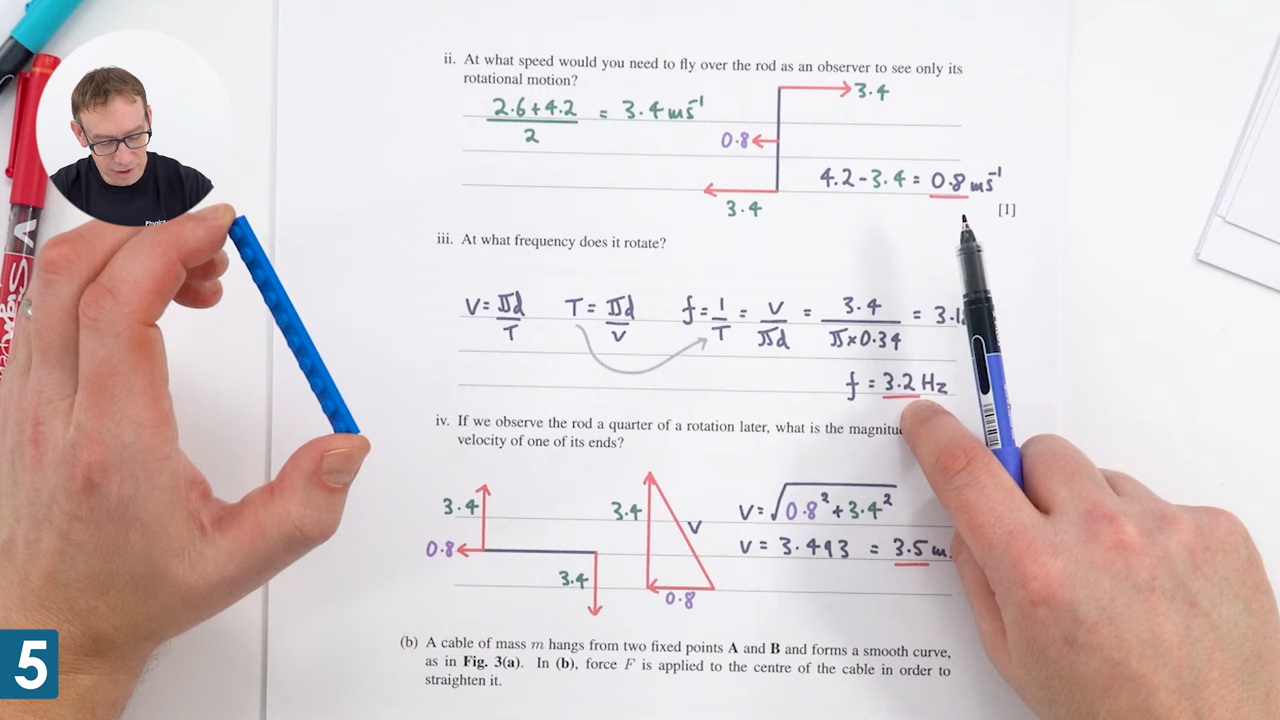 ii. At what speed would you need to fly over the rod as an observer to see only its
rotational motion?
2.6+4.2 / 2 = 3.4 ms⁻¹
3.4
0.8
4.2-3.4 = 0.8 ms⁻¹
3.4
[1]
iii. At what frequency does it rotate?
V = πd/T T = πd/V f = 1/T = V/πd = 3.4/π×0.34 = 3.1
f = 3.2 Hz
iv. If we observe the rod a quarter of a rotation later, what is the
velocity of one of its ends?
3.4
0.8
3.4
3.4
V
0.8
V = √0.8²+3.4²
V = 3.493 = 3.5 m
(b) A cable of mass m hangs from two fixed points A and B and forms a smooth curve,
as in Fig. 3(a). In (b), force F is applied to the centre of the cable in order to
straighten it.
Physics
5